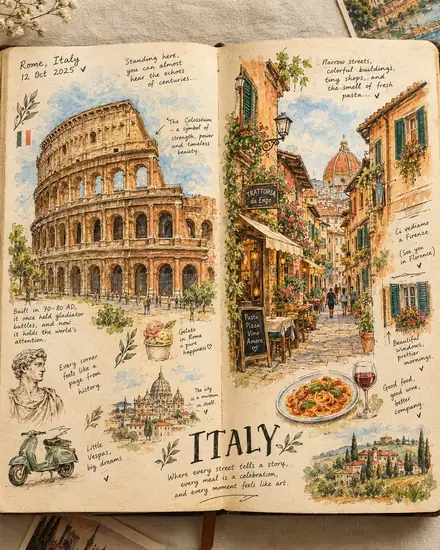 Rome, Italy
12 Oct 2025
Standing here,
you can almost
hear the echoes
of centuries...
The Colosseum
- a symbol of
strength, power
and timeless
beauty.
Built in 70-80 AD,
it once held gladiator
battles, and now
it holds the world's
attention.
Gelato
in Rome
= pure
happiness
Every corner
feels like a
page from
history.
The city
is a museum
itself.
Little
Vespas,
big dreams
Narrow streets,
colorful buildings,
tiny shops, and
the smell of fresh
pasta...
TRATTORIA
da Enzo
Ci vediamo
a Firenze
(See you
in Florence)
Pasta
Pizza
Vino
Amore
Beautiful
windows,
prettier
mornings.
Good food,
good wine,
better
company
ITALY
Where every street tells a story,
every meal is a celebration,
and every moment feels like art.